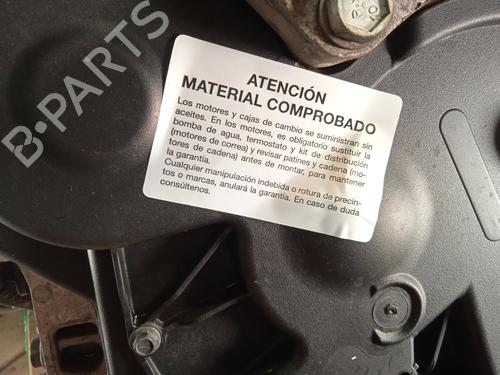 B-PARTS
ATENCIÓN
MATERIAL COMPROBADO
Los motores y cajas de cambio se suministran sin
aceites. En los motores, es obligatorio sustituir la
bomba de agua, termostato y kit de distribución
(motores de correa) y revisar patines y cadena (mo-
tores de cadena) antes de montar, para mantener
la garantía.
Cualquier manipulación indebida o rotura de precin-
tos o marcas, anulará la garantía. En caso de duda
consúltenos.